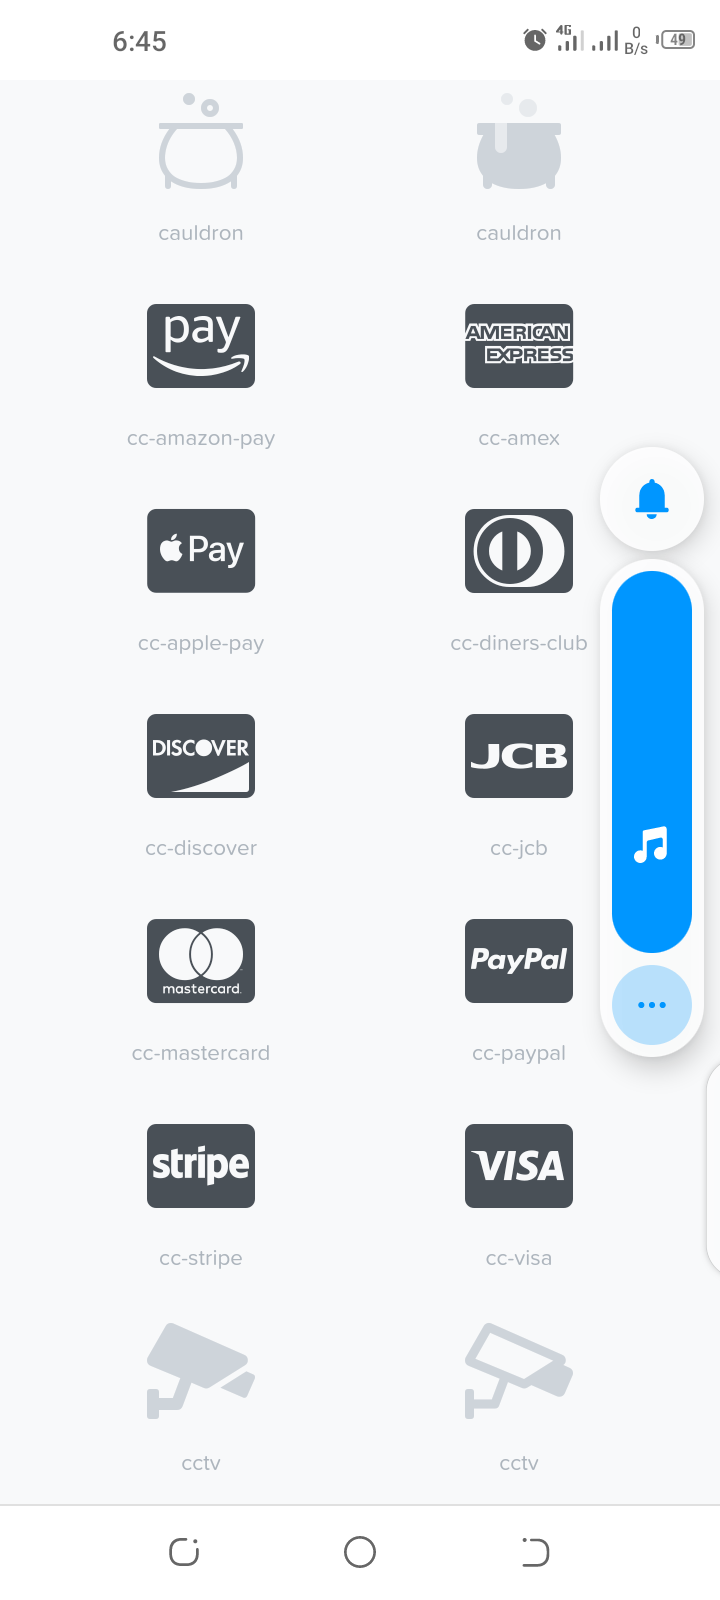 6:45
4G
0
B/s
49
cauldron
cauldron
pay
AMERICAN
EXPRESS
cc-amazon-pay
cc-amex
Pay
cc-apple-pay
cc-diners-club
DISCOVER
JCB
cc-discover
cc-jcb
mastercard.
PayPal
cc-mastercard
cc-paypal
stripe
VISA
cc-stripe
cc-visa
cctv
cctv